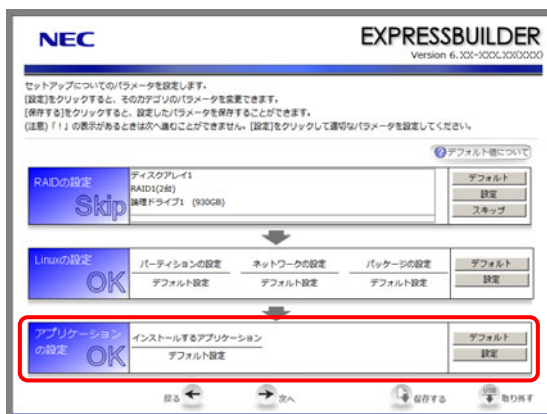 NEC
EXPRESSBUILDER
Version 6.XX-XXX.XX(XXX)
セットアップについてのパラメータを設定します。
[設定]をクリックすると、そのカテゴリのパラメータを変更できます。
[保存する]をクリックすると、設定したパラメータを保存することができます。
(注意)「!」の表示があるときは次へ進むことができません。[設定]をクリックして適切なパラメータを設定してください。
デフォルト値について
RAIDの設定
Skip
ディスクアレイ1
RAID1(2台)
論理ドライブ1 (930GB)
デフォルト
設定
スキップ
Linuxの設定
OK
パーティションの設定 ネットワークの設定 パッケージの設定
デフォルト設定 デフォルト設定 デフォルト設定
デフォルト
設定
アプリケーション
の設定
OK
インストールするアプリケーション
デフォルト設定
デフォルト
設定
戻る
次へ
保存する
USB
取り外す